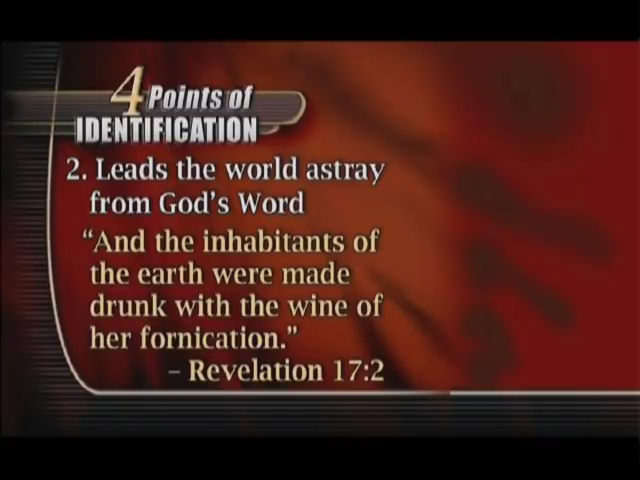 4 Points of
IDENTIFICATION
2. Leads the world astray
from God's Word
“And the inhabitants of
the earth were made
drunk with the wine of
her fornication.”
– Revelation 17:2